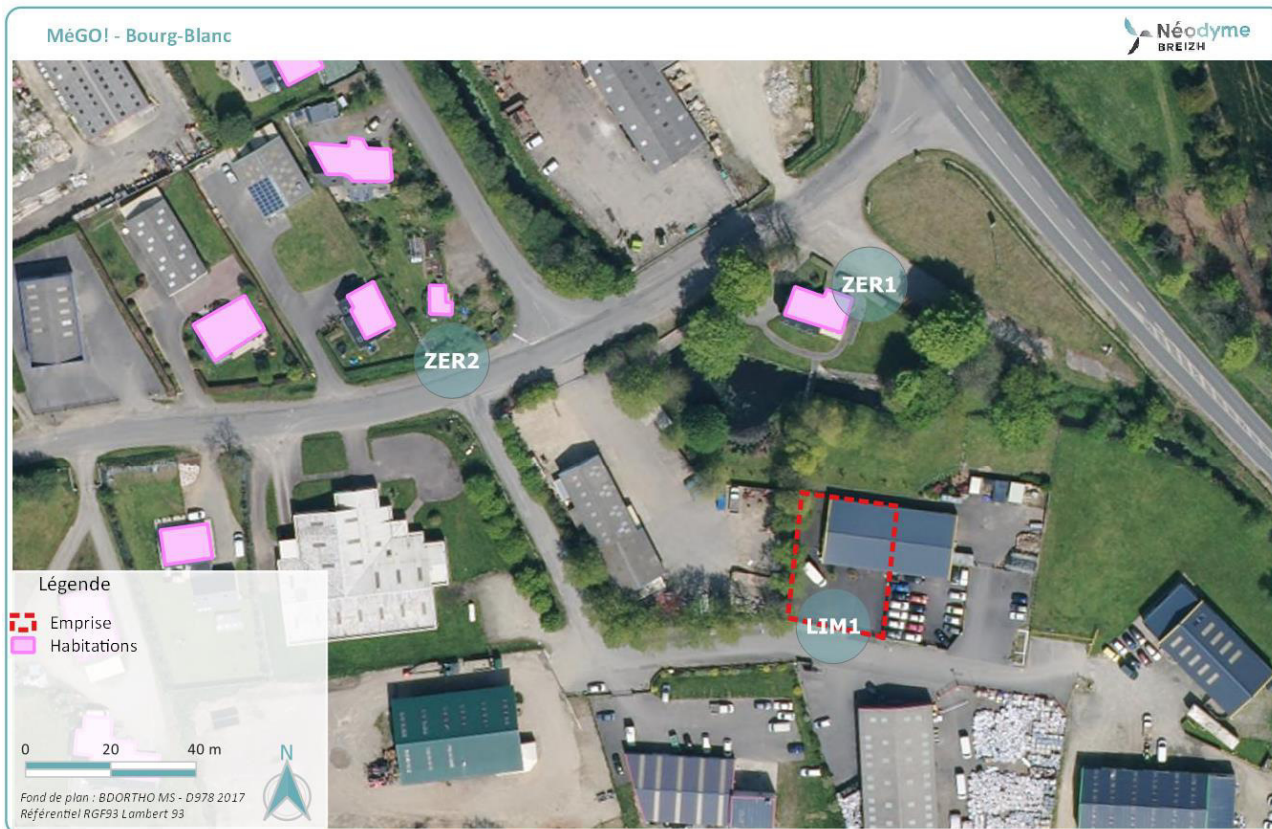 MéGO! - Bourg-Blanc
Néodyme
BREIZH
ZER1
ZER2
LIM1
Légende
Emprise
Habitations
0 20 40 m
N
Fond de plan : BDORTHO MS - D978 2017
Référentiel RGF93 Lambert 93